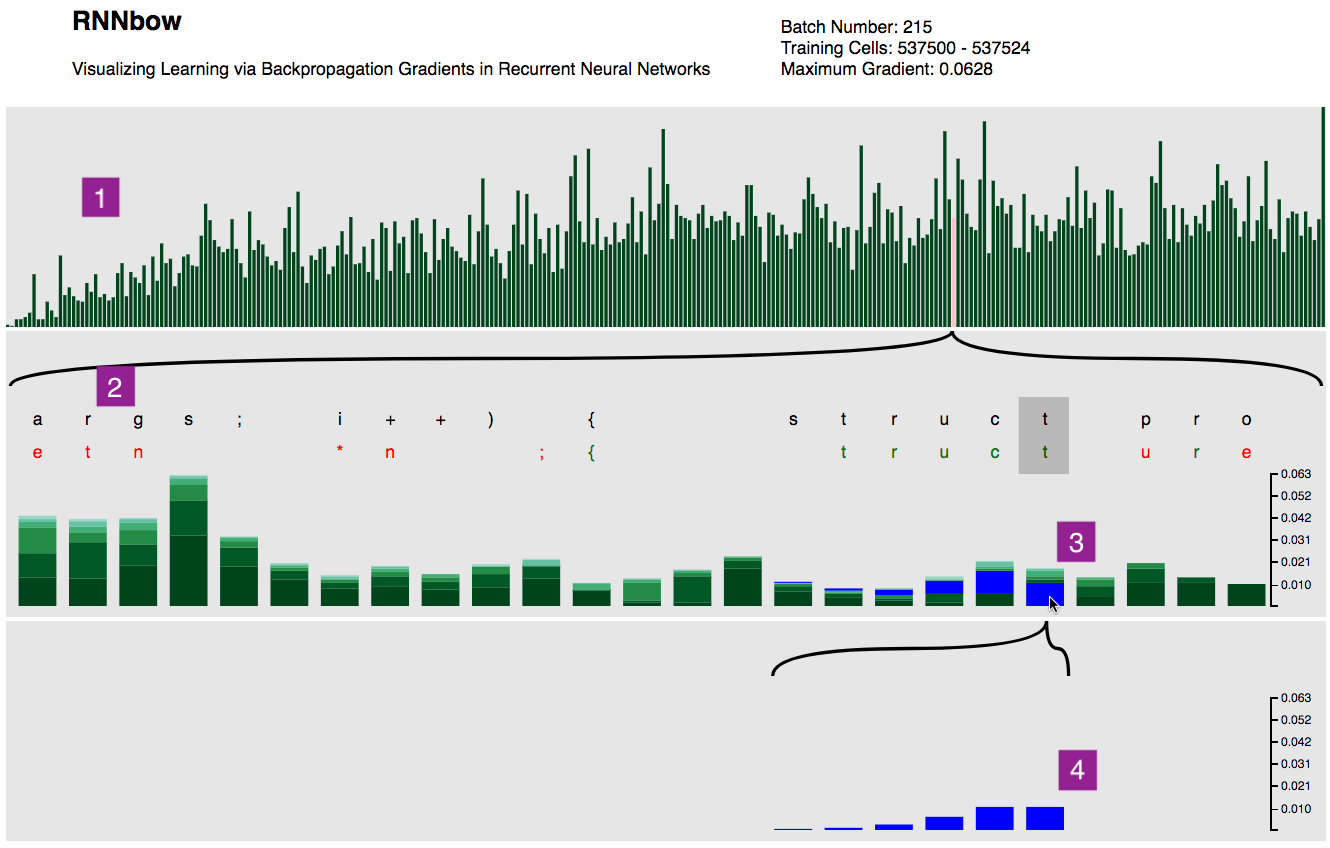 RNNbow
Visualizing Learning via Backpropagation Gradients in Recurrent Neural Networks
Batch Number: 215
Training Cells: 537500 - 537524
Maximum Gradient: 0.0628
1
2
a r g s ; i + + ) { s t r u c t p r o
e t n * n ; { t r u c t u r e
0.063
0.052
0.042
0.031
0.021
0.010
3
0.063
0.052
0.042
0.031
0.021
0.010
4